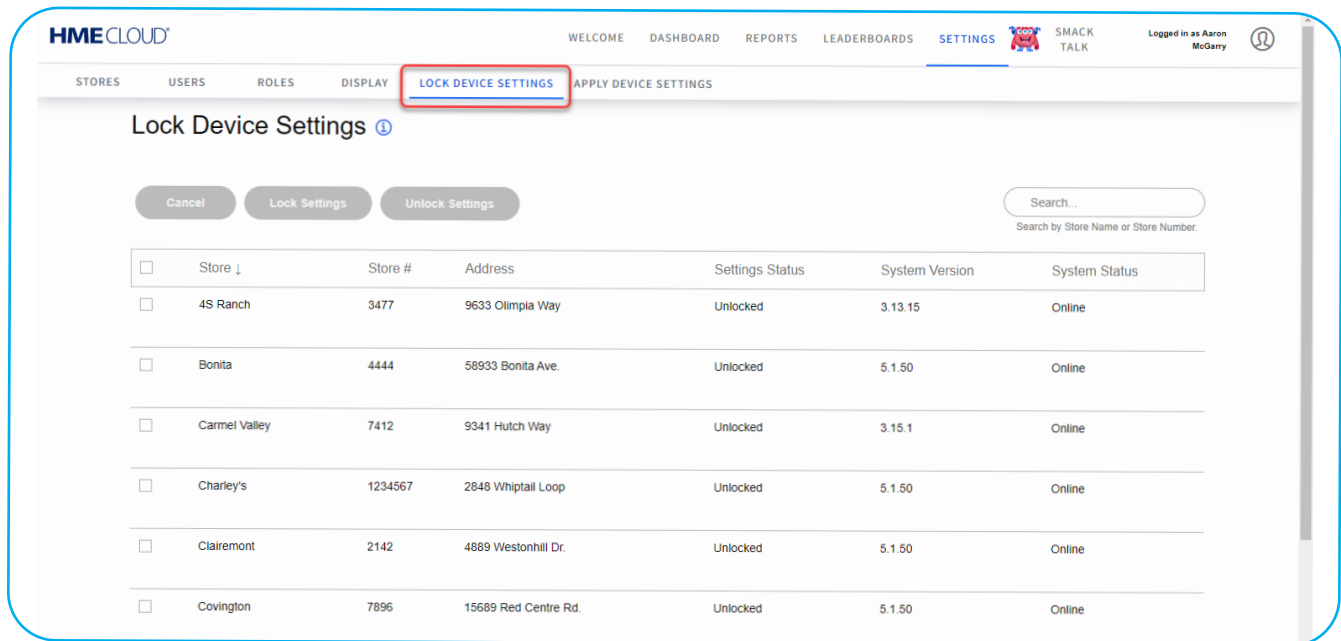 HME CLOUD®
WELCOME DASHBOARD REPORTS LEADERBOARDS SETTINGS SMACK TALK Logged in as Aaron McGarry
STORES USERS ROLES DISPLAY LOCK DEVICE SETTINGS APPLY DEVICE SETTINGS
Lock Device Settings
Cancel Lock Settings Unlock Settings Search...
Search by Store Name or Store Number.
Store ↓ Store # Address Settings Status System Version System Status
4S Ranch 3477 9633 Olimpia Way Unlocked 3.13.15 Online
Bonita 4444 58933 Bonita Ave. Unlocked 5.1.50 Online
Carmel Valley 7412 9341 Hutch Way Unlocked 3.15.1 Online
Charley's 1234567 2848 Whiptail Loop Unlocked 5.1.50 Online
Clairemont 2142 4889 Westonhill Dr. Unlocked 5.1.50 Online
Covington 7896 15689 Red Centre Rd. Unlocked 5.1.50 Online